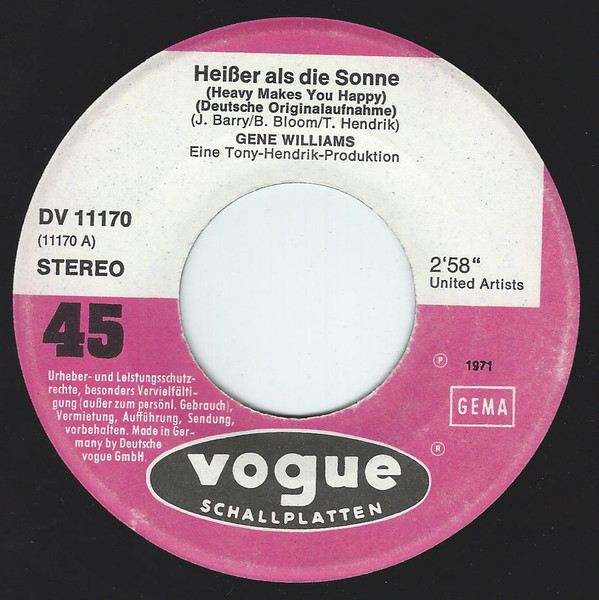 Heißer als die Sonne
(Heavy Makes You Happy)
(Deutsche Originalaufnahme)
(J. Barry/B. Bloom/T. Hendrik)
GENE WILLIAMS
Eine Tony-Hendrik-Produktion
DV 11170
(11170 A)
STEREO
2'58"
United Artists
45
Ⓟ 1971
Urheber- und Leistungsschutz-
rechte, besonders Vervielfälti-
gung (außer zum persönl. Gebrauch),
Vermietung, Aufführung, Sendung,
vorbehalten. Made in Ger-
many by Deutsche
vogue GmbH.
GEMA
®
vogue
SCHALLPLATTEN